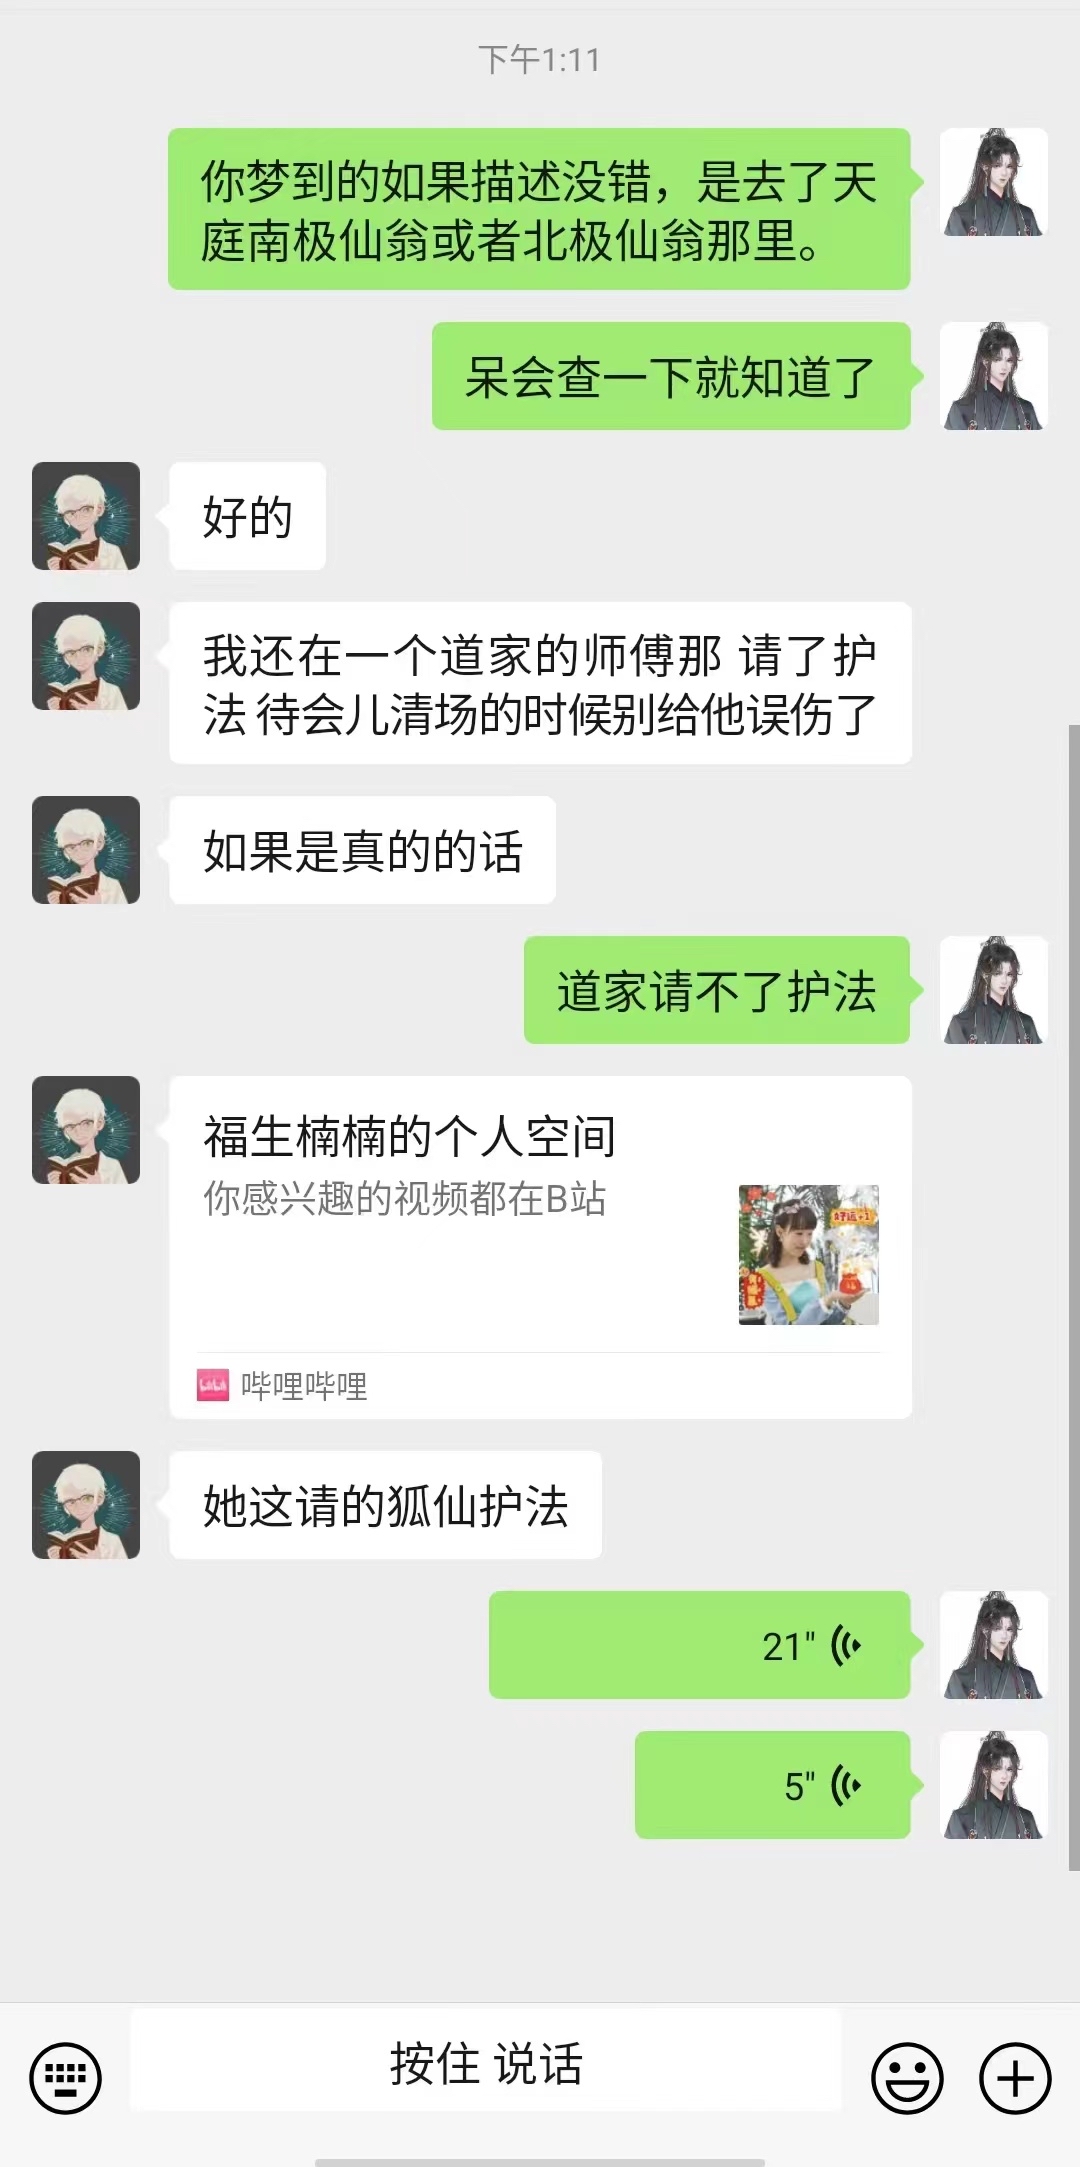 下午1:11
你梦到的如果描述没错，是去了天
庭南极仙翁或者北极仙翁那里。
呆会查一下就知道了
好的
我还在一个道家的师傅那 请了护
法 待会儿清场的时候别给他误伤了
如果是真的的话
道家请不了护法
福生楠楠的个人空间
你感兴趣的视频都在B站
好运+1
哔哩哔哩
她这请的狐仙护法
21"
5"
按住 说话